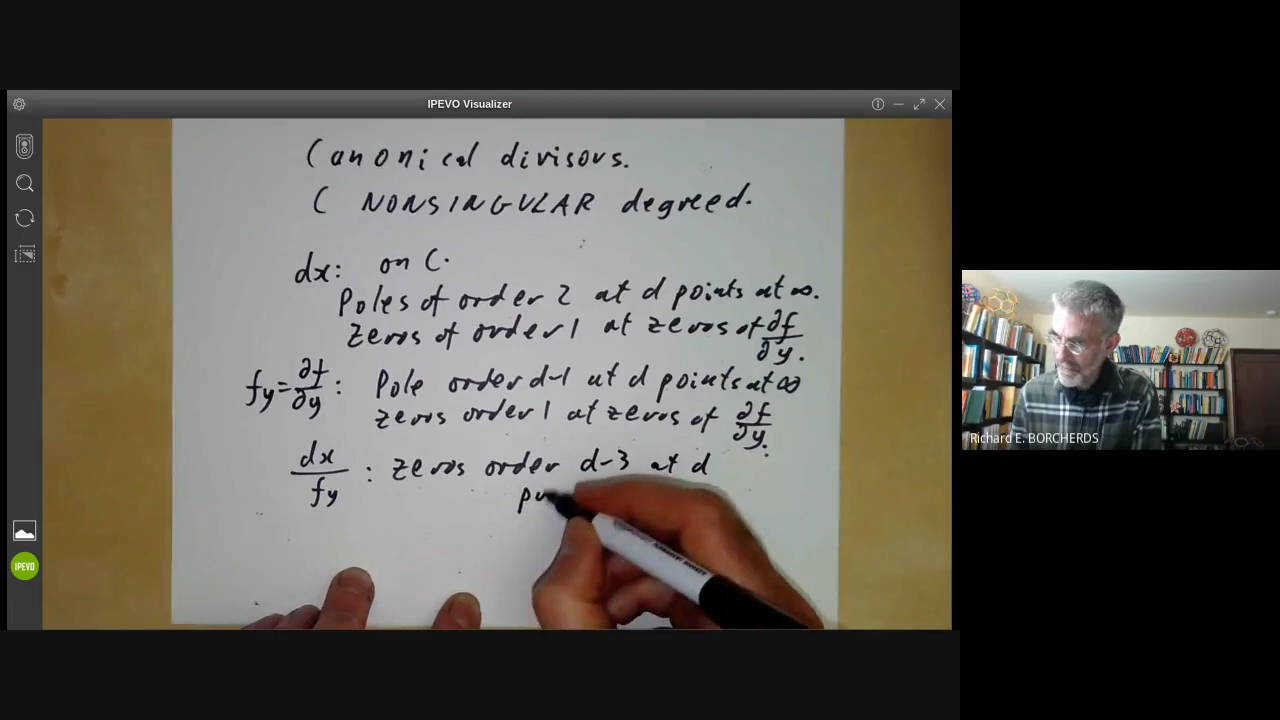 IPEVO Visualizer
Canonical divisors.
C NONSINGULAR degree d.
dx: on C.
Poles of order 2 at d points at ∞.
zeros of order 1 at zeros of ∂f/∂y.
fy = ∂f/∂y : Pole order d-1 at d points at ∞
zeros order 1 at zeros of ∂f/∂y.
dx/fy : zeros order d-3 at d
IPEVO
Richard E. BORCHERDS